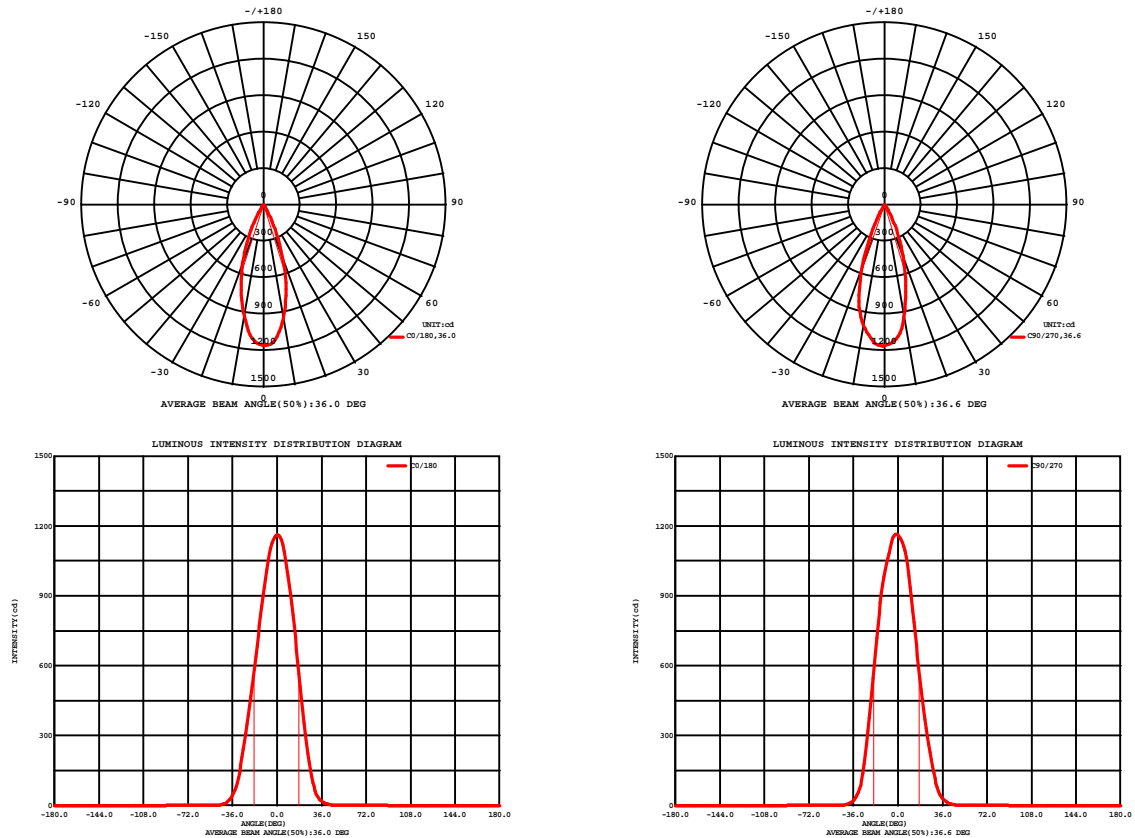 -/+180
-150 150
-120 120
-90 90
-60 60
-30 30
0
300
600
900
1200
1500
0
UNIT:cd
C0/180,36.0
AVERAGE BEAM ANGLE(50%):36.0 DEG
-/+180
-150 150
-120 120
-90 90
-60 60
-30 30
0
300
600
900
1200
1500
0
UNIT:cd
C90/270,36.6
AVERAGE BEAM ANGLE(50%):36.6 DEG
LUMINOUS INTENSITY DISTRIBUTION DIAGRAM
C0/180
1500
1200
900
600
300
0
INTENSITY(cd)
-180.0 -144.0 -108.0 -72.0 -36.0 0.0 36.0 72.0 108.0 144.0 180.0
ANGLE(DEG)
AVERAGE BEAM ANGLE(50%):36.0 DEG
LUMINOUS INTENSITY DISTRIBUTION DIAGRAM
C90/270
1500
1200
900
600
300
0
INTENSITY(cd)
-180.0 -144.0 -108.0 -72.0 -36.0 0.0 36.0 72.0 108.0 144.0 180.0
ANGLE(DEG)
AVERAGE BEAM ANGLE(50%):36.6 DEG